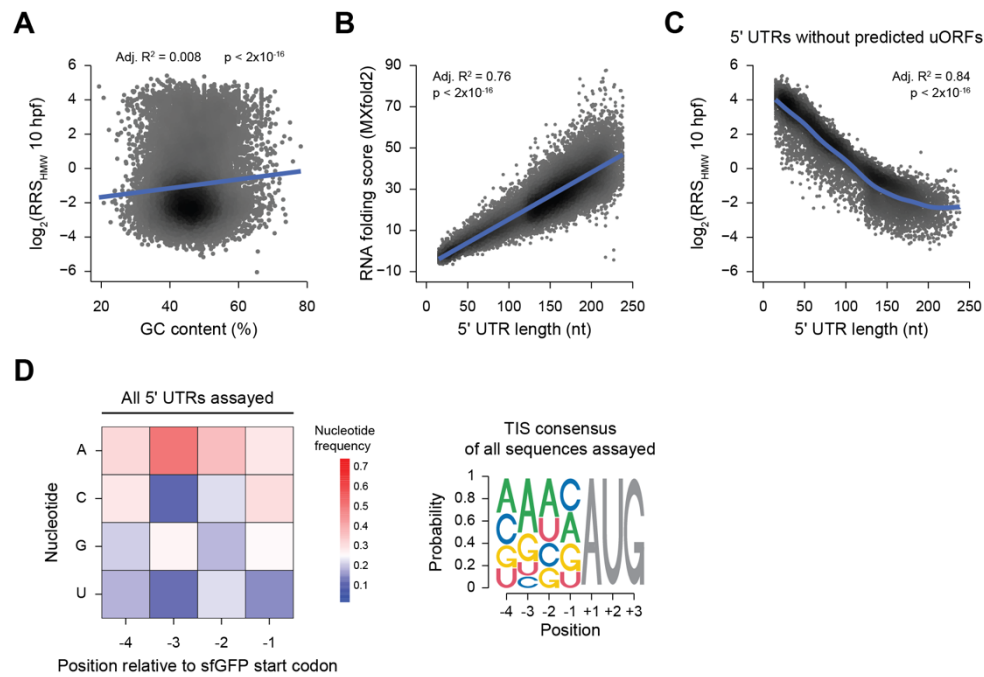 A
Adj. R² = 0.008 p < 2x10⁻¹⁶
log₂(RRS_HMW 10 hpf)
6
4
2
0
−2
−4
−6
20 30 40 50 60 70 80
GC content (%)
B
Adj. R² = 0.76
p < 2x10⁻¹⁶
RNA folding score (MXfold2)
90
70
50
30
10
−10
0 50 100 150 200 250
5' UTR length (nt)
C
5' UTRs without predicted uORFs
Adj. R² = 0.84
p < 2x10⁻¹⁶
log₂(RRS_HMW 10 hpf)
6
4
2
0
−2
−4
−6
0 50 100 150 200 250
5' UTR length (nt)
D
All 5' UTRs assayed
Nucleotide
A
C
G
U
-4 -3 -2 -1
Position relative to sfGFP start codon
Nucleotide
frequency
0.7
0.6
0.5
0.4
0.3
0.2
0.1
TIS consensus
of all sequences assayed
Probability
1
0.8
0.6
0.4
0.2
0
A A A C A U G
C G U A
G U C G
U C G U
-4 -3 -2 -1 +1 +2 +3
Position